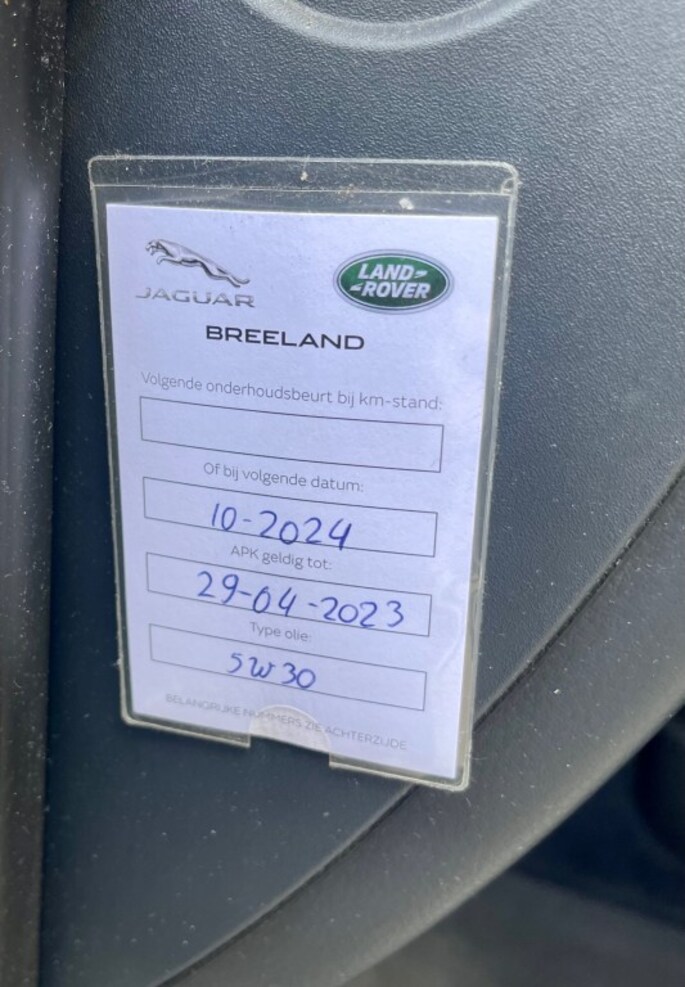 JAGUAR
LAND-
-ROVER
BREELAND
Volgende onderhoudsbeurt bij km-stand:
Of bij volgende datum:
10-2024
APK geldig tot:
29-04-2023
Type olie:
5W30
BELANGRIJKE NUMMERS ZIE ACHTERZIJDE